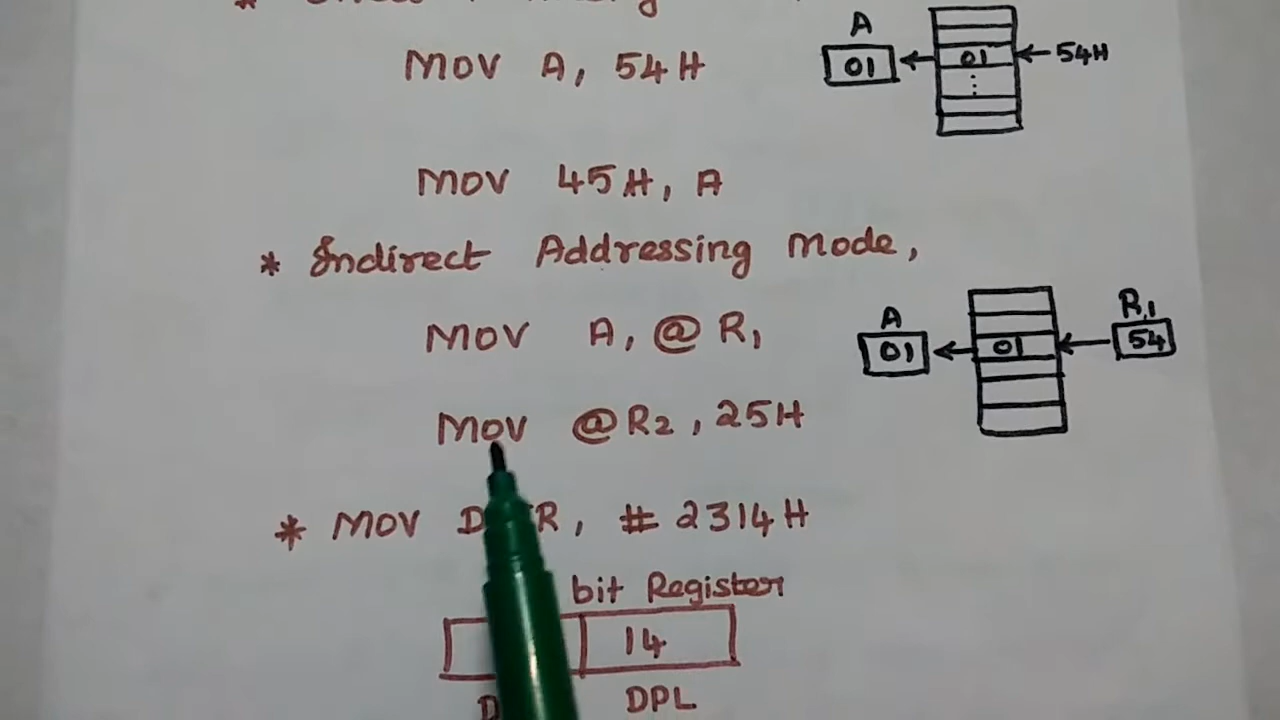 A
MOV A, 54H
01 01 54H
MOV 45H, A
* Indirect Addressing Mode,
MOV A, @ R1
A R1
01 01 54
MOV @R2, 25H
* MOV # 2314H
bit Register
14
DPL